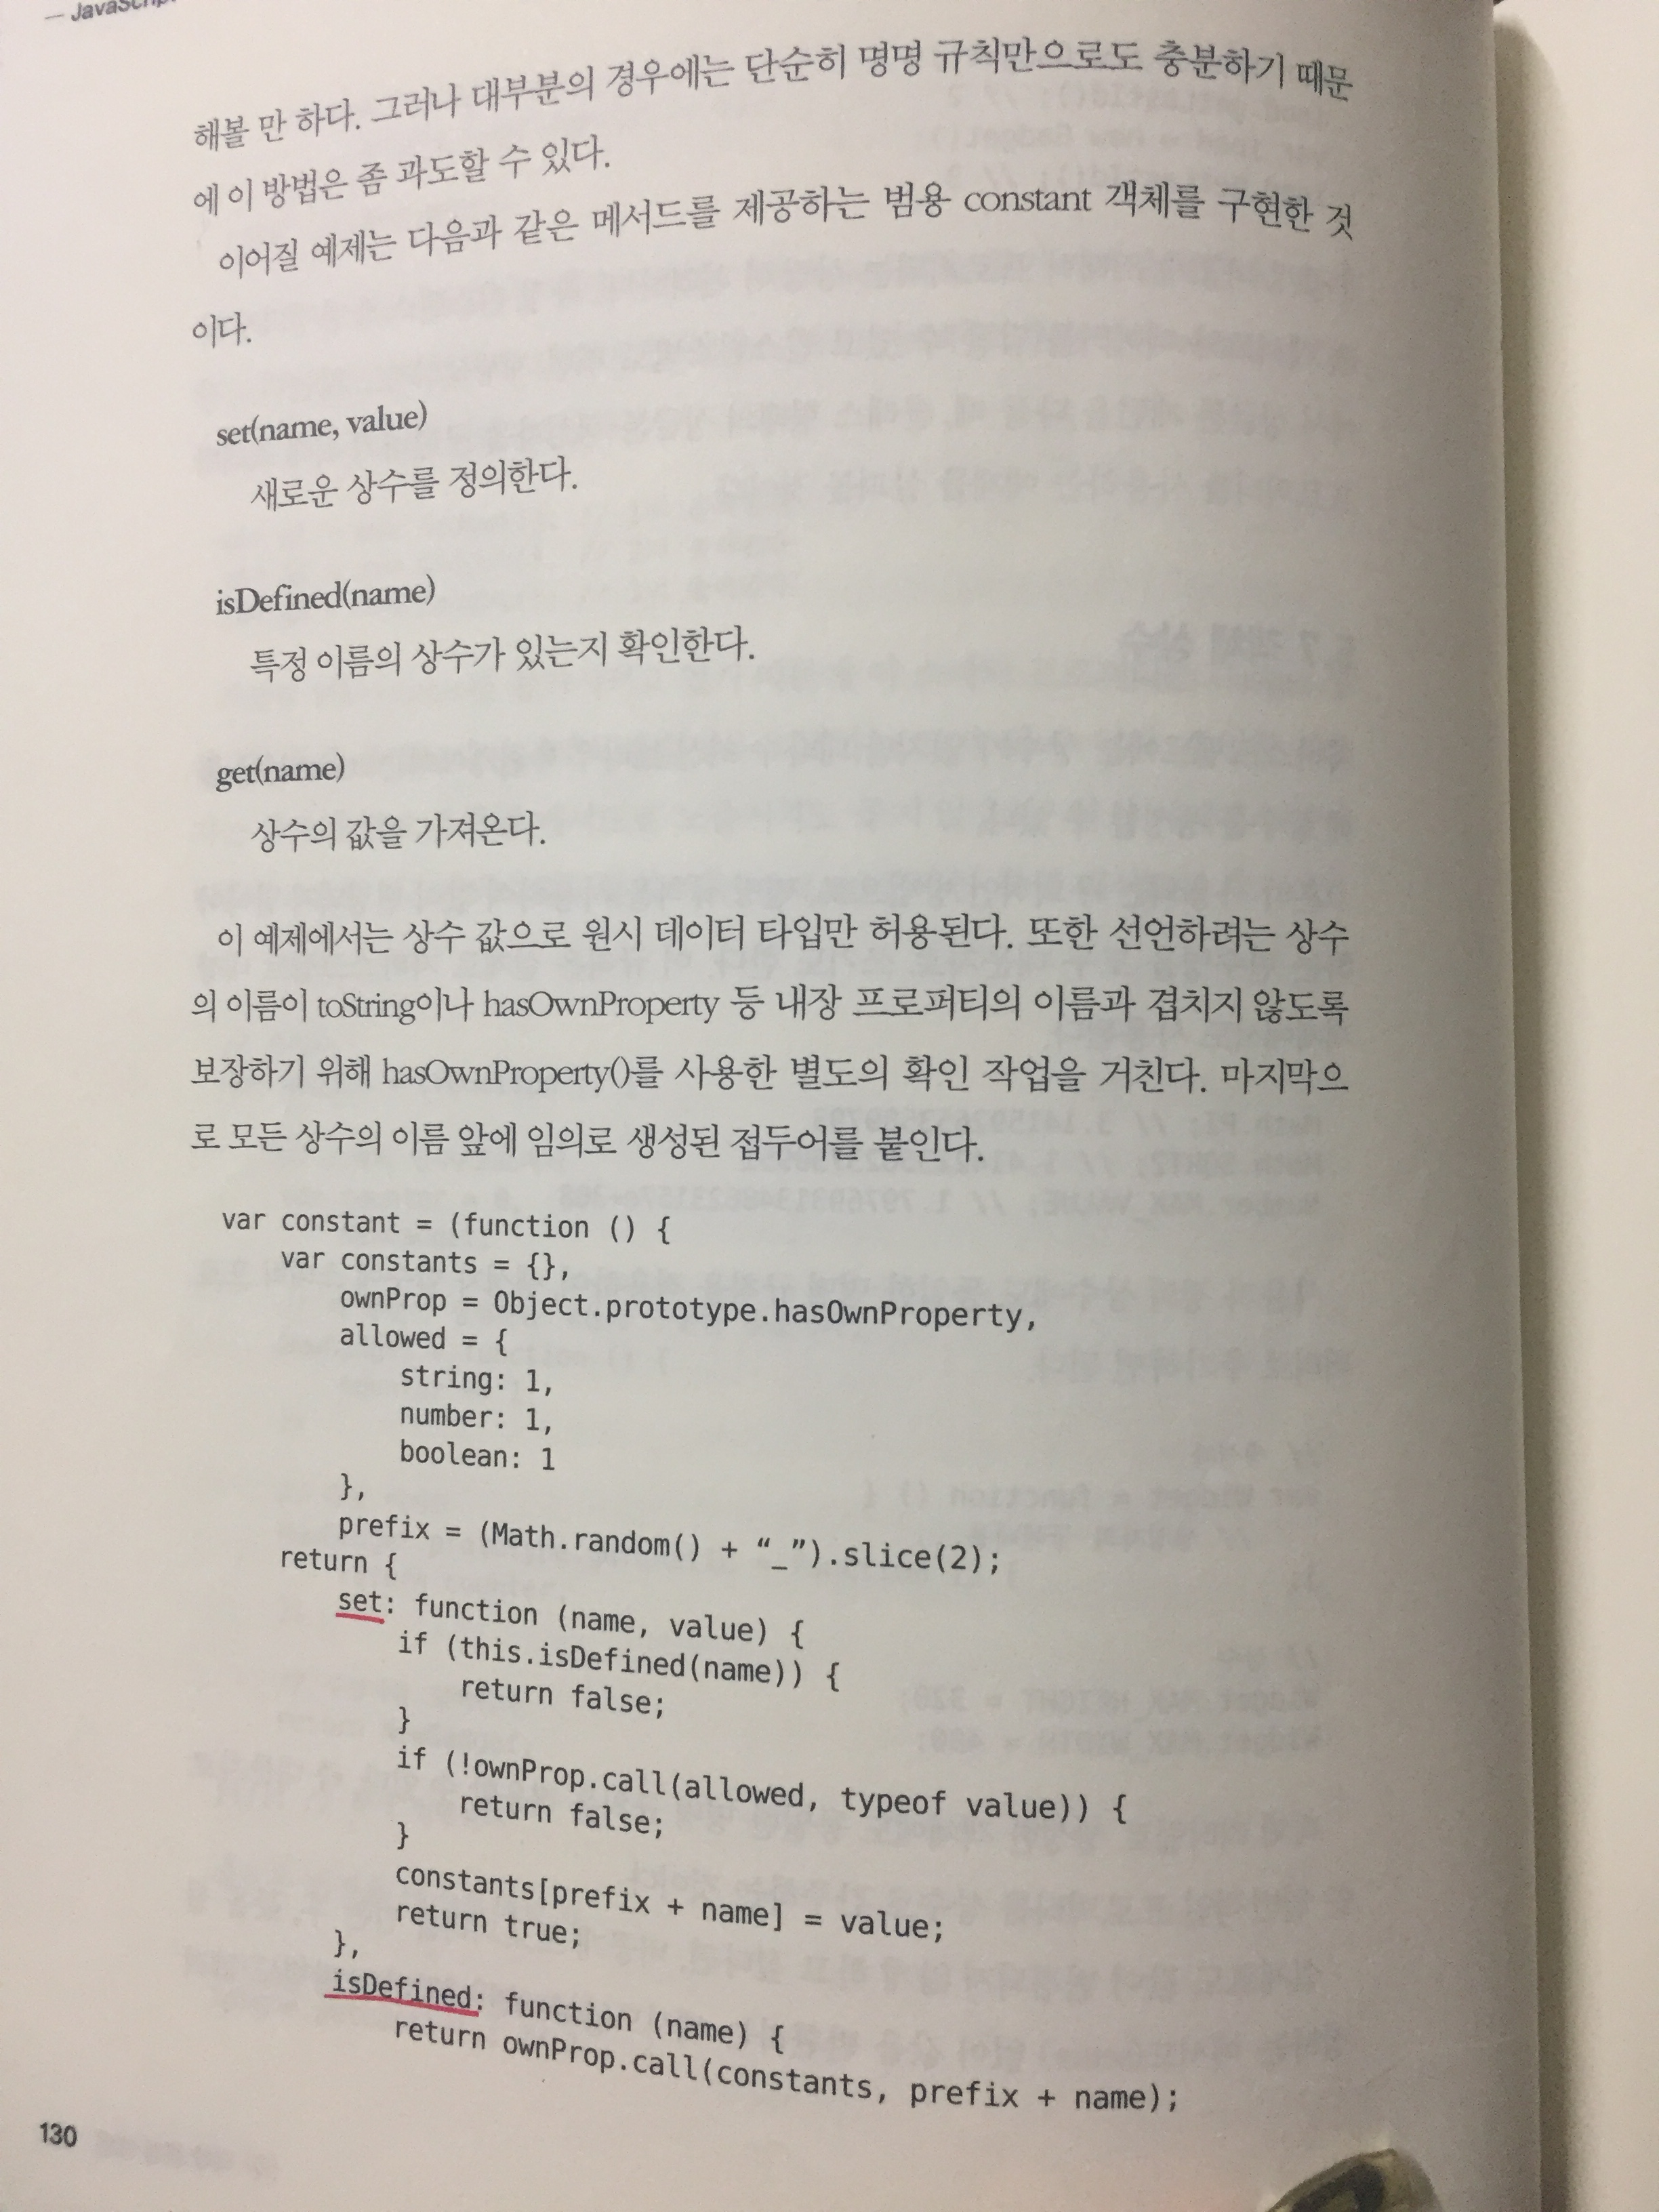 — JavaScript
해볼 만 하다. 그러나 대부분의 경우에는 단순히 명명 규칙만으로도 충분하기 때문
에 이 방법은 좀 과도할 수 있다.
이어질 예제는 다음과 같은 메서드를 제공하는 범용 constant 객체를 구현한 것
이다.
set(name, value)
새로운 상수를 정의한다.
isDefined(name)
특정 이름의 상수가 있는지 확인한다.
get(name)
상수의 값을 가져온다.
이 예제에서는 상수 값으로 원시 데이터 타입만 허용된다. 또한 선언하려는 상수
의 이름이 toString이나 hasOwnProperty 등 내장 프로퍼티의 이름과 겹치지 않도록
보장하기 위해 hasOwnProperty()를 사용한 별도의 확인 작업을 거친다. 마지막으
로 모든 상수의 이름 앞에 임의로 생성된 접두어를 붙인다.
var constant = (function () {
    var constants = {},
        ownProp = Object.prototype.hasOwnProperty,
        allowed = {
            string: 1,
            number: 1,
            boolean: 1
        },
        prefix = (Math.random() + “_”).slice(2);
    return {
        set: function (name, value) {
            if (this.isDefined(name)) {
                return false;
            }
            if (!ownProp.call(allowed, typeof value)) {
                return false;
            }
            constants[prefix + name] = value;
            return true;
        },
        isDefined: function (name) {
            return ownProp.call(constants, prefix + name);
130